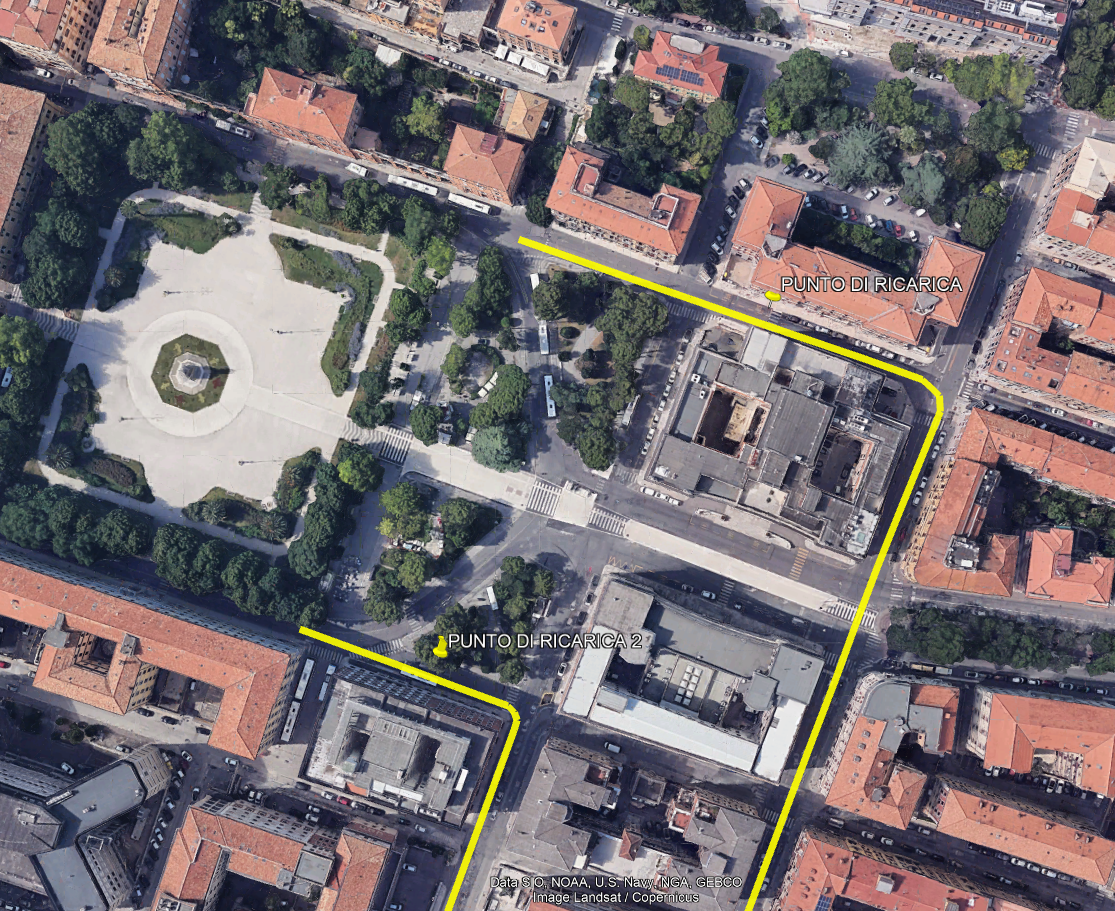 PUNTO DI RICARICA
PUNTO DI RICARICA 2
Data SIO, NOAA, U.S. Navy, NGA, GEBCO
Image Landsat / Copernicus